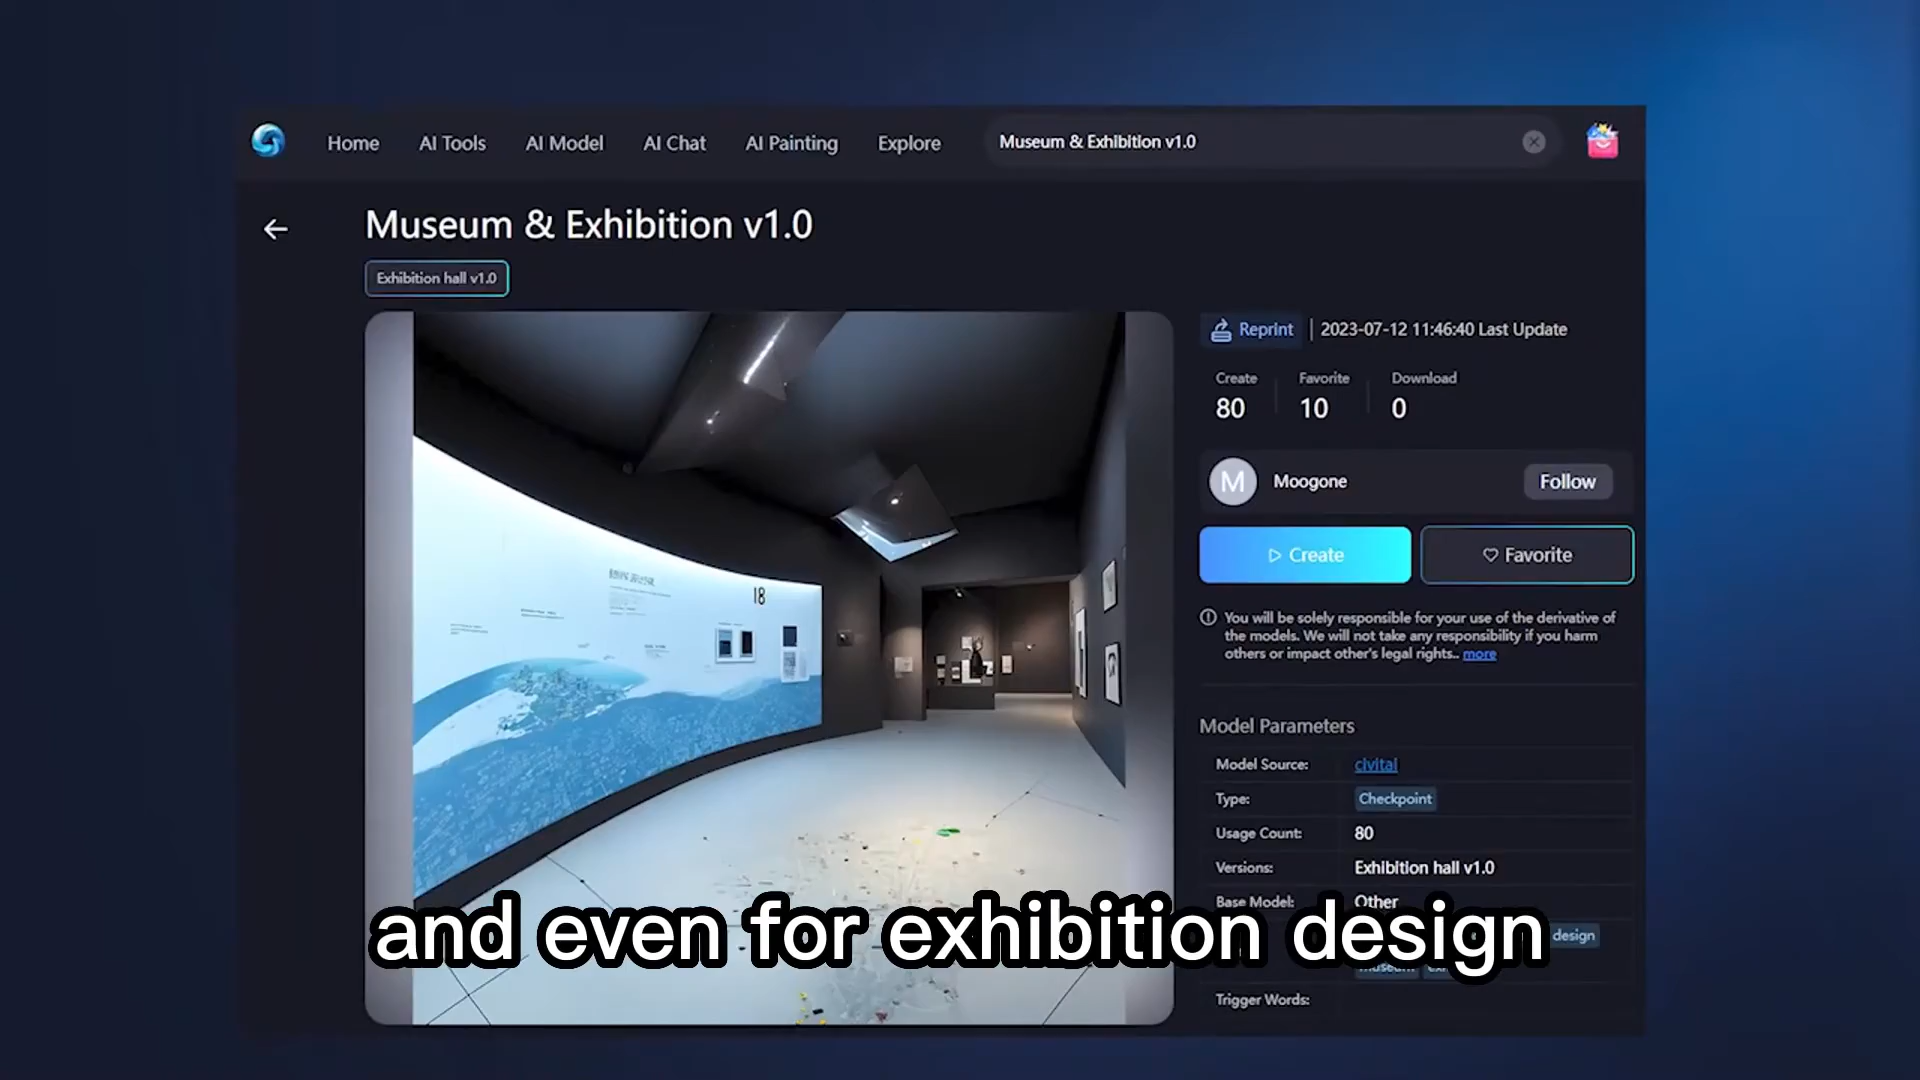 Home AI Tools AI Model AI Chat AI Painting Explore Museum & Exhibition v1.0
Museum & Exhibition v1.0
Exhibition hall v1.0
Reprint | 2023-07-12 11:46:40 Last Update
Create Favorite Download
80 10 0
M Moogone Follow
Create Favorite
You will be solely responsible for your use of the derivative of
the models. We will not take any responsibility if you harm
others or impact other's legal rights.. more
18
Model Parameters
Model Source: civital
Type: Checkpoint
Usage Count: 80
Versions: Exhibition hall v1.0
Base Model: Other
design
museum
Trigger Words:
and even for exhibition design